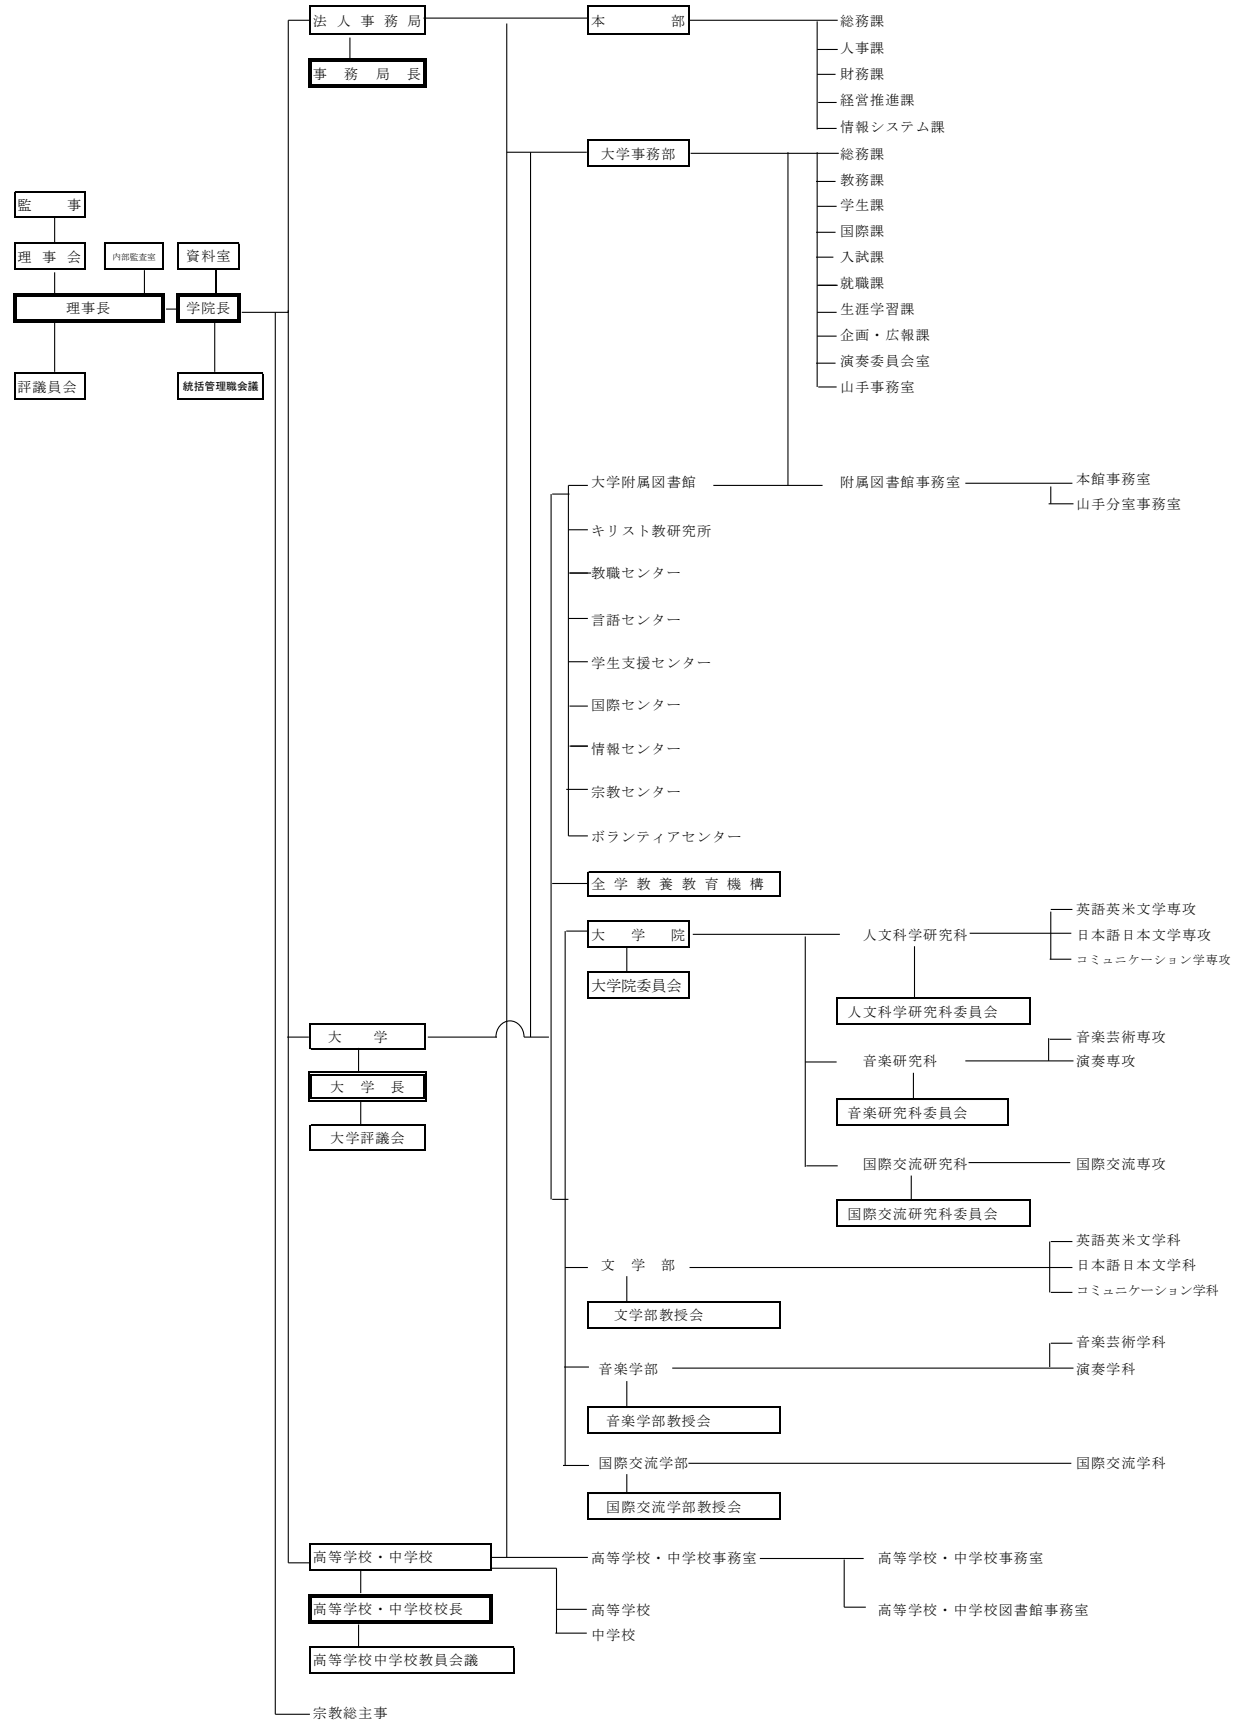 法人事務局
本部
総務課
人事課
事務局長
財務課
経営推進課
情報システム課
大学事務部
総務課
教務課
学生課
国際課
入試課
就職課
生涯学習課
企画・広報課
演奏委員会室
山手事務室
監事
理事会
内部監査室
資料室
理事長
学院長
評議員会
統括管理職会議
大学附属図書館
附属図書館事務室
本館事務室
山手分室事務室
キリスト教研究所
教職センター
言語センター
学生支援センター
国際センター
情報センター
宗教センター
ボランティアセンター
全学教養教育機構
大学院
人文科学研究科
英語英米文学専攻
日本語日本文学専攻
コミュニケーション学専攻
大学院委員会
人文科学研究科委員会
大学
音楽研究科
音楽芸術専攻
演奏専攻
大学長
音楽研究科委員会
大学評議会
国際交流研究科
国際交流専攻
国際交流研究科委員会
文学部
英語英米文学科
日本語日本文学科
コミュニケーション学科
文学部教授会
音楽学部
音楽芸術学科
演奏学科
音楽学部教授会
国際交流学部
国際交流学科
国際交流学部教授会
高等学校・中学校
高等学校・中学校事務室
高等学校・中学校事務室
高等学校・中学校校長
高等学校
高等学校・中学校図書館事務室
中学校
高等学校中学校教員会議
宗教総主事